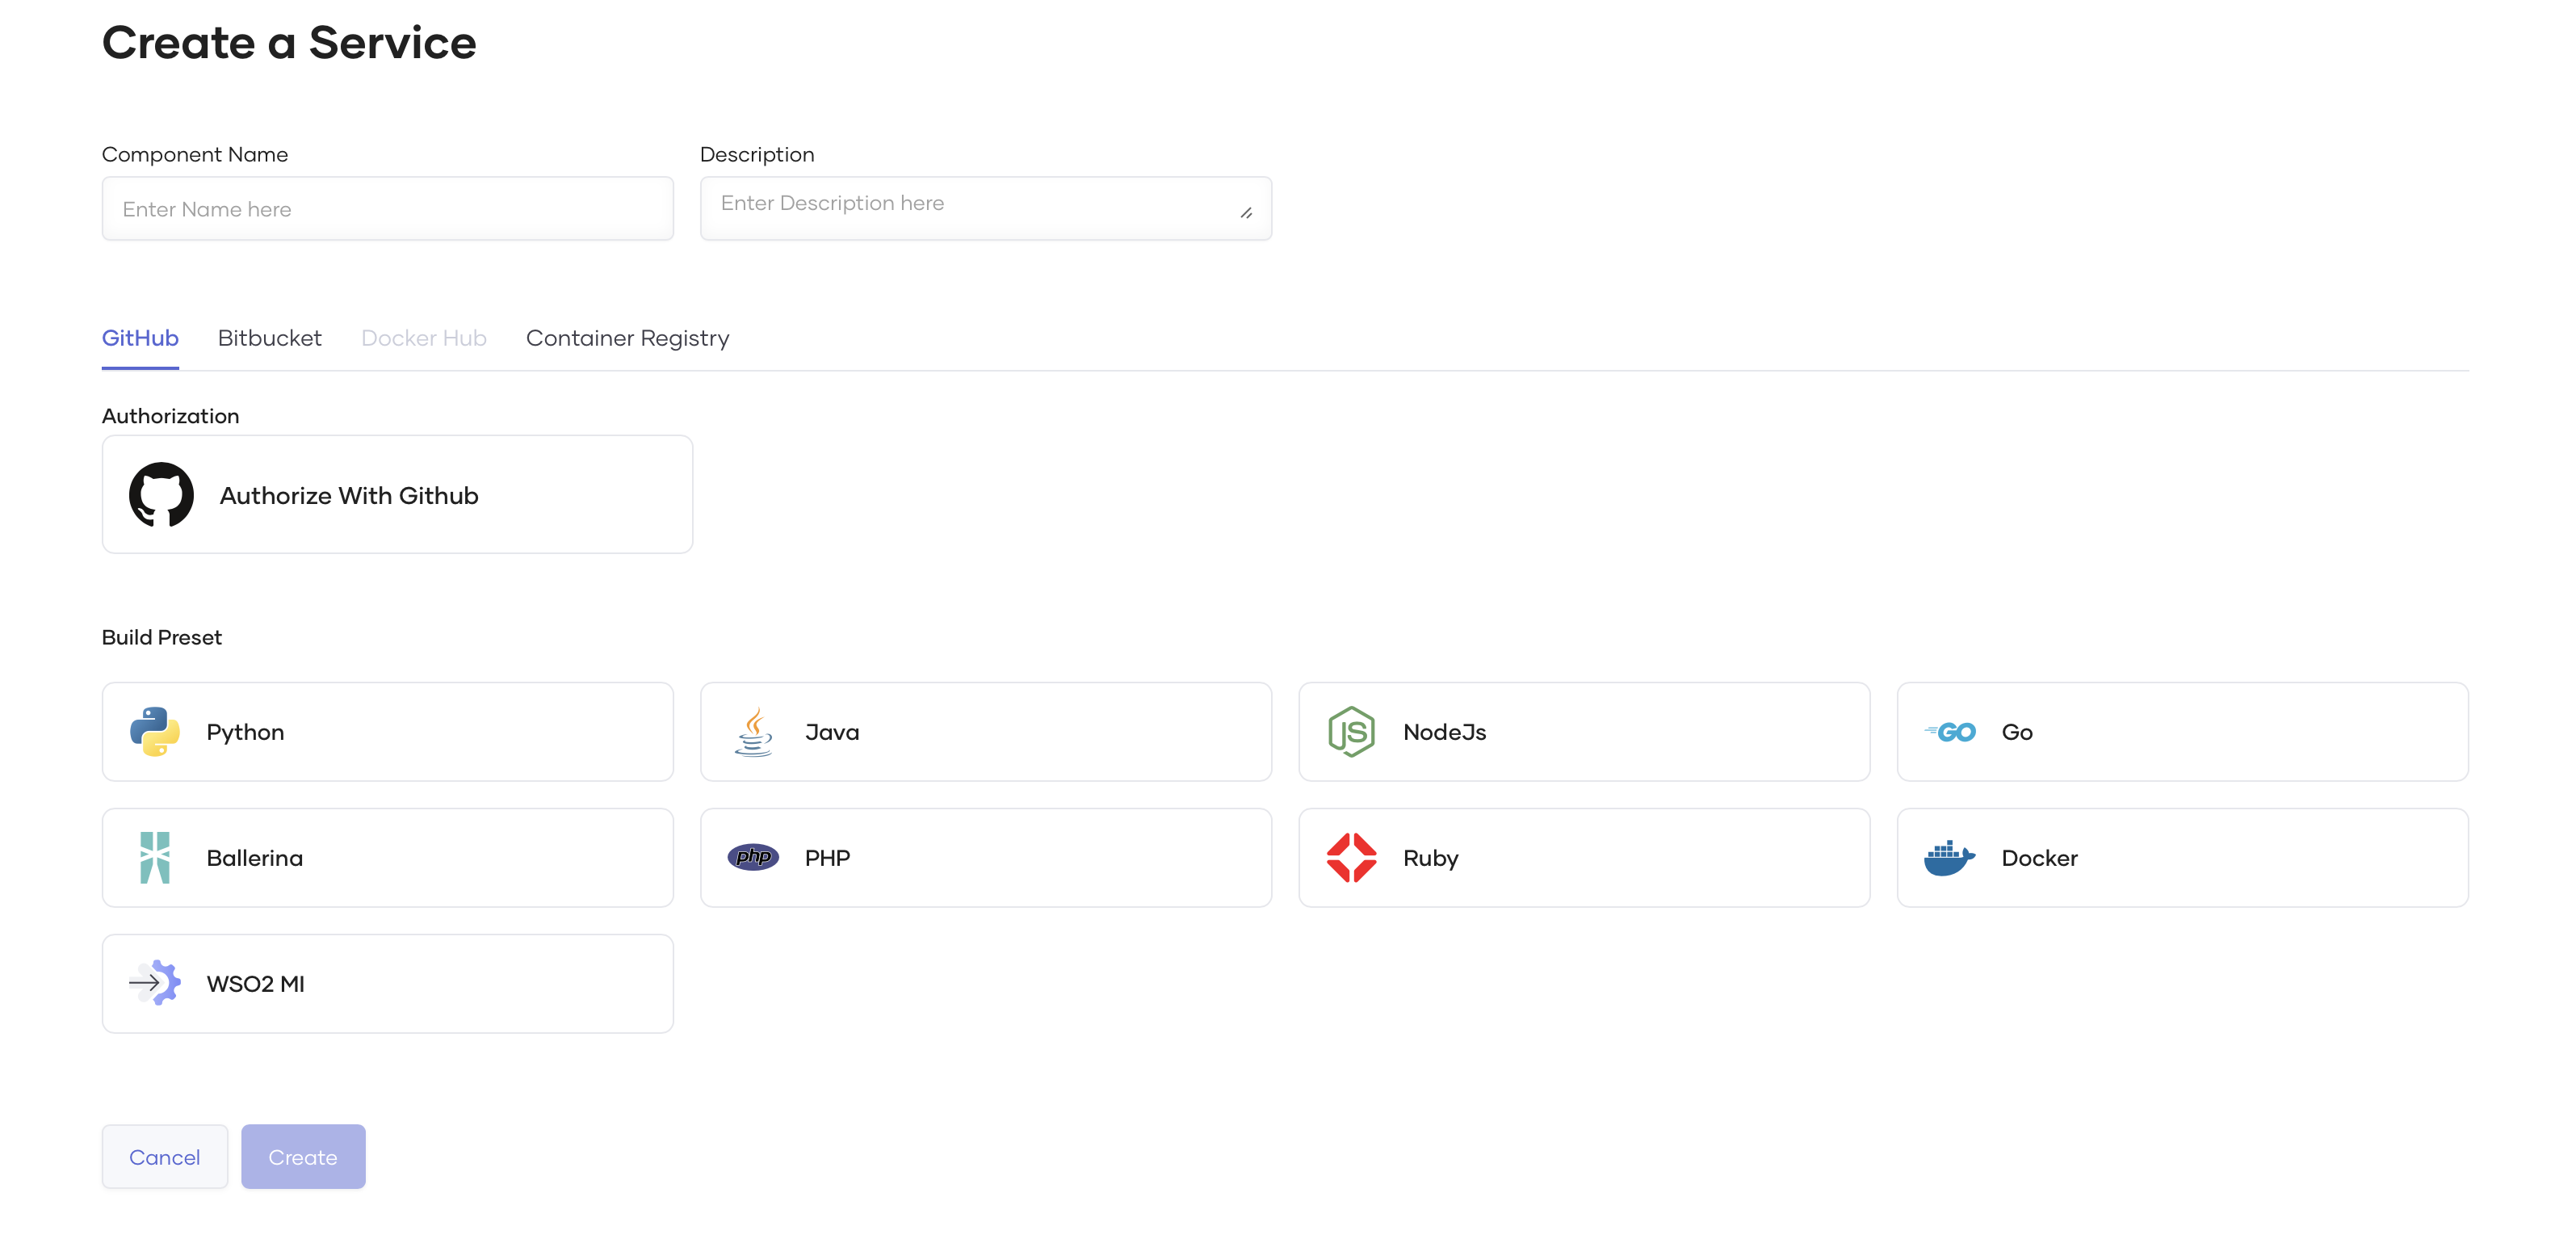 Create a Service
Component Name
Description
Enter Name here
Enter Description here
GitHub Bitbucket Docker Hub Container Registry
Authorization
Authorize With Github
Build Preset
Python
Java
JS NodeJs
GO Go
Ballerina
php PHP
Ruby
Docker
WSO2 MI
Cancel Create